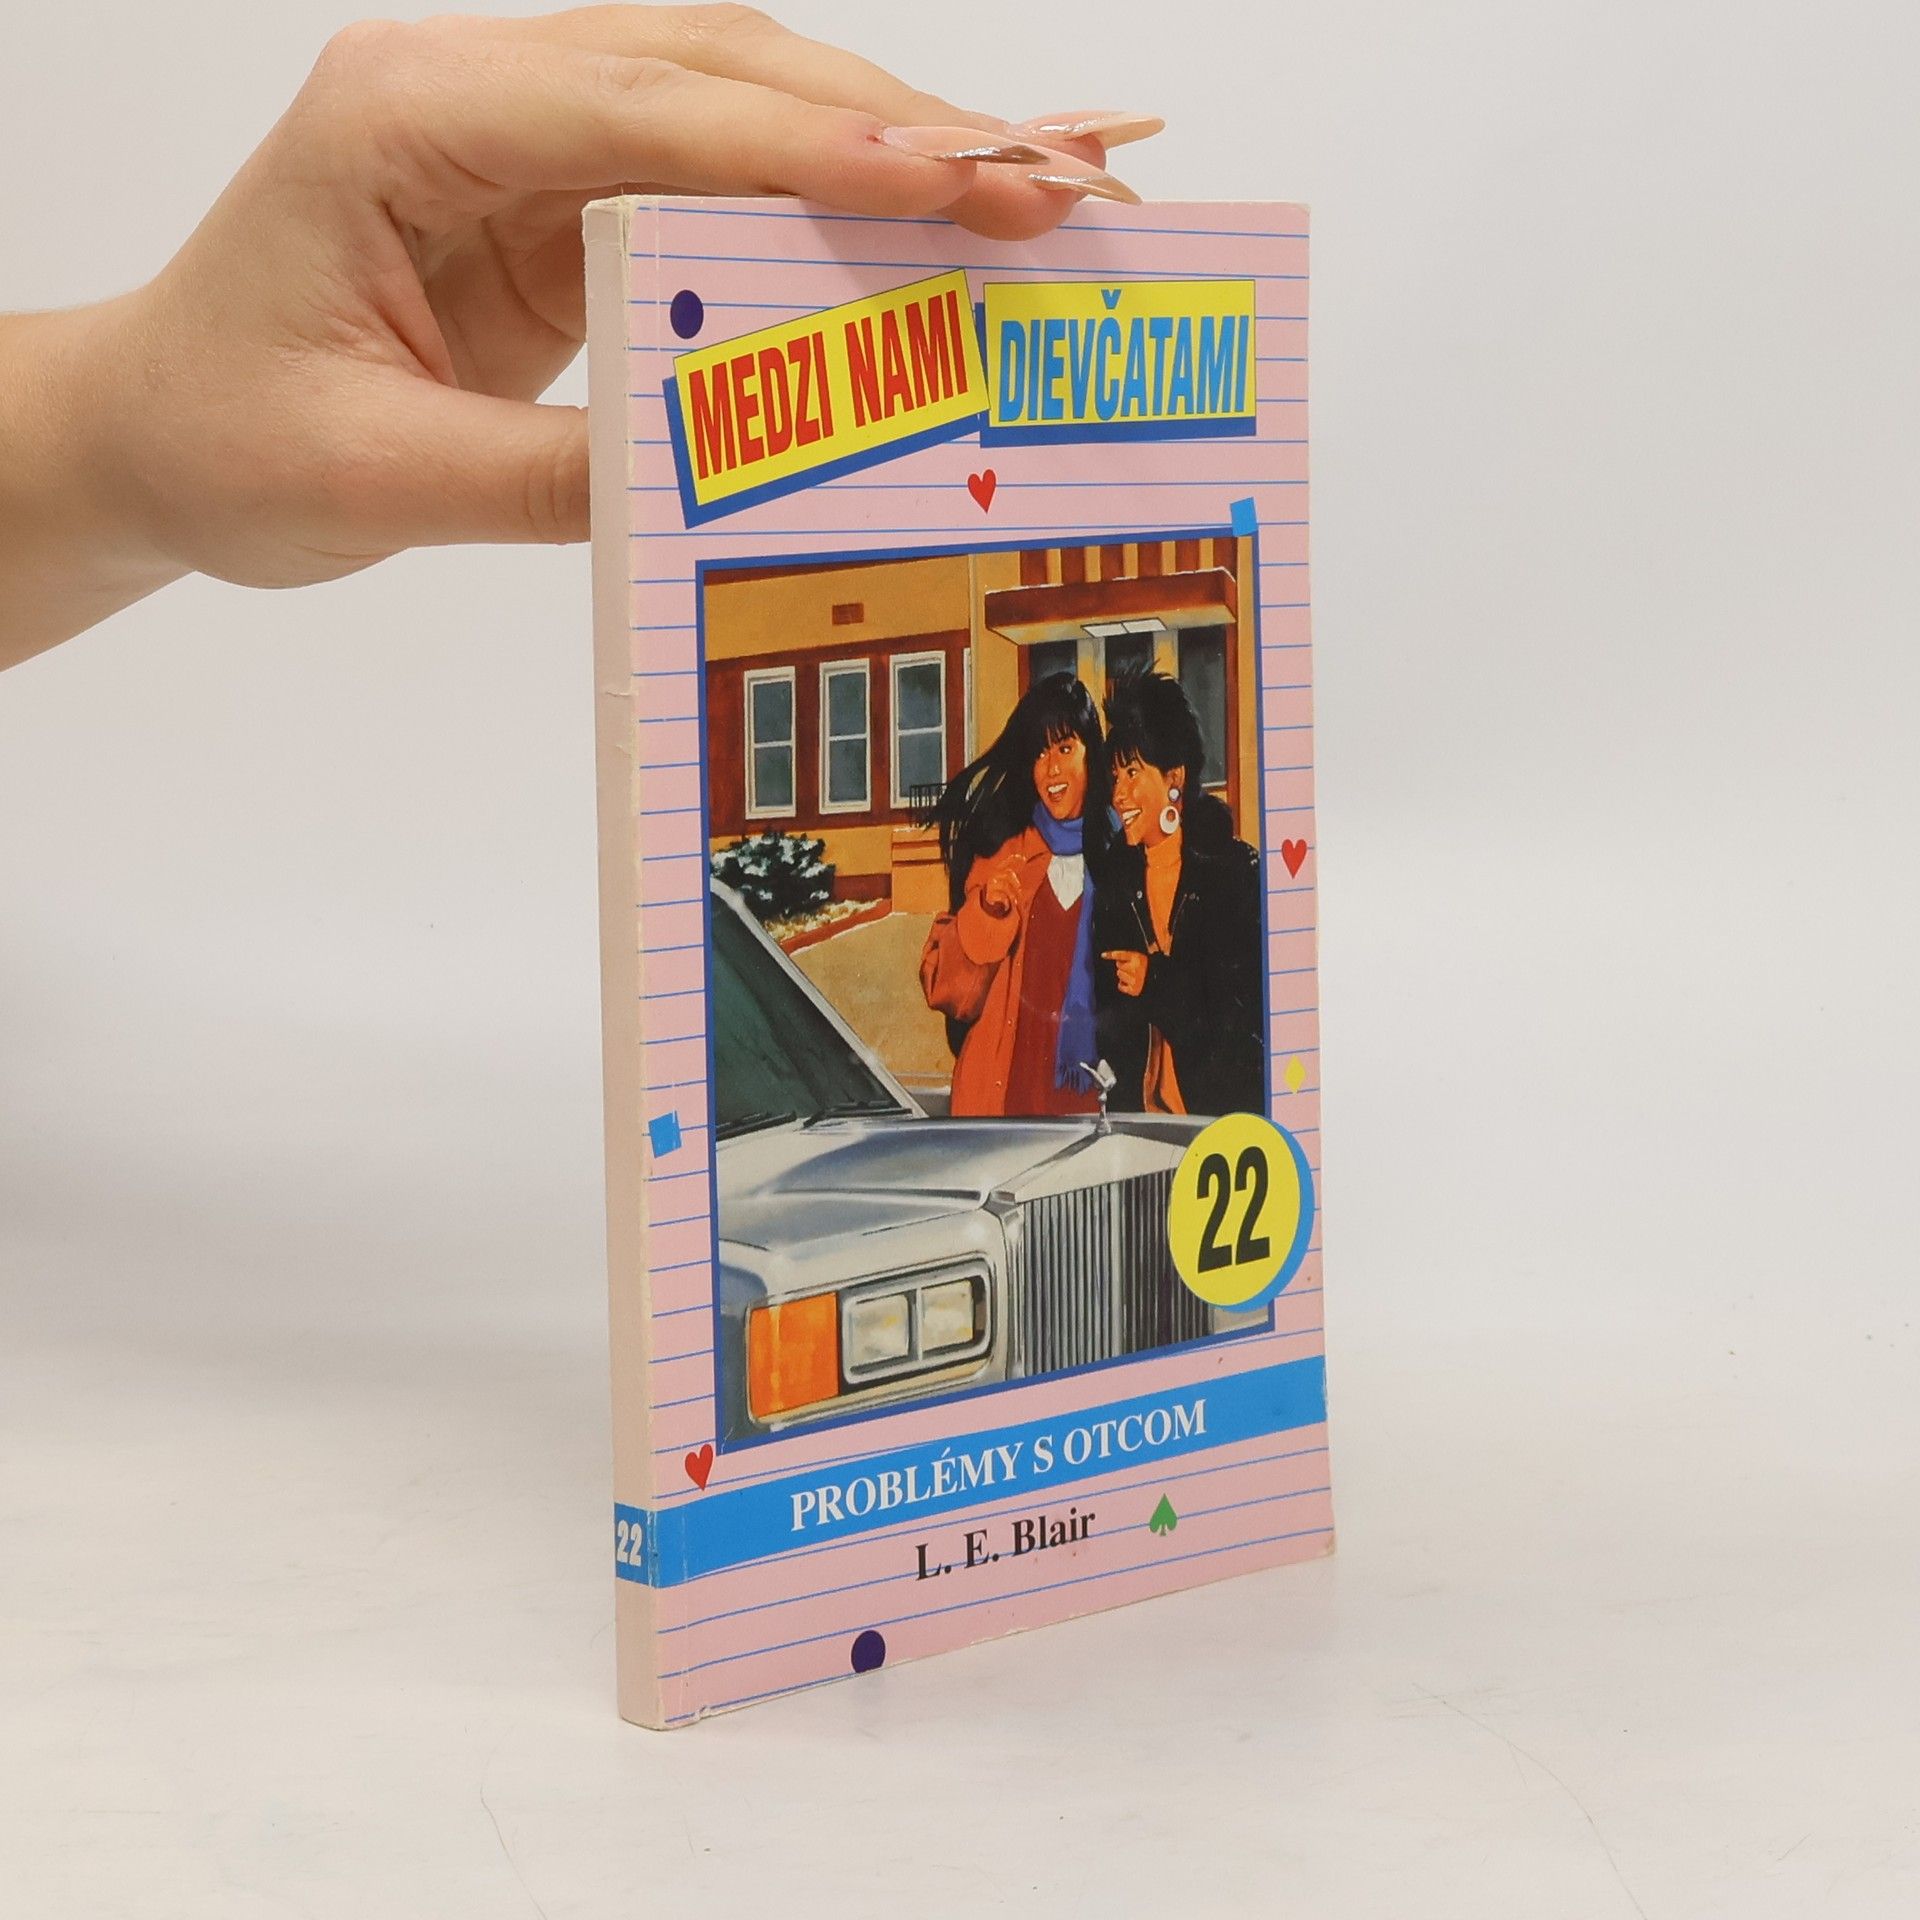 MEDZI NAMI
DIEVČATAMI
22
PROBLÉMY S OTCOM
L. E. Blair
22